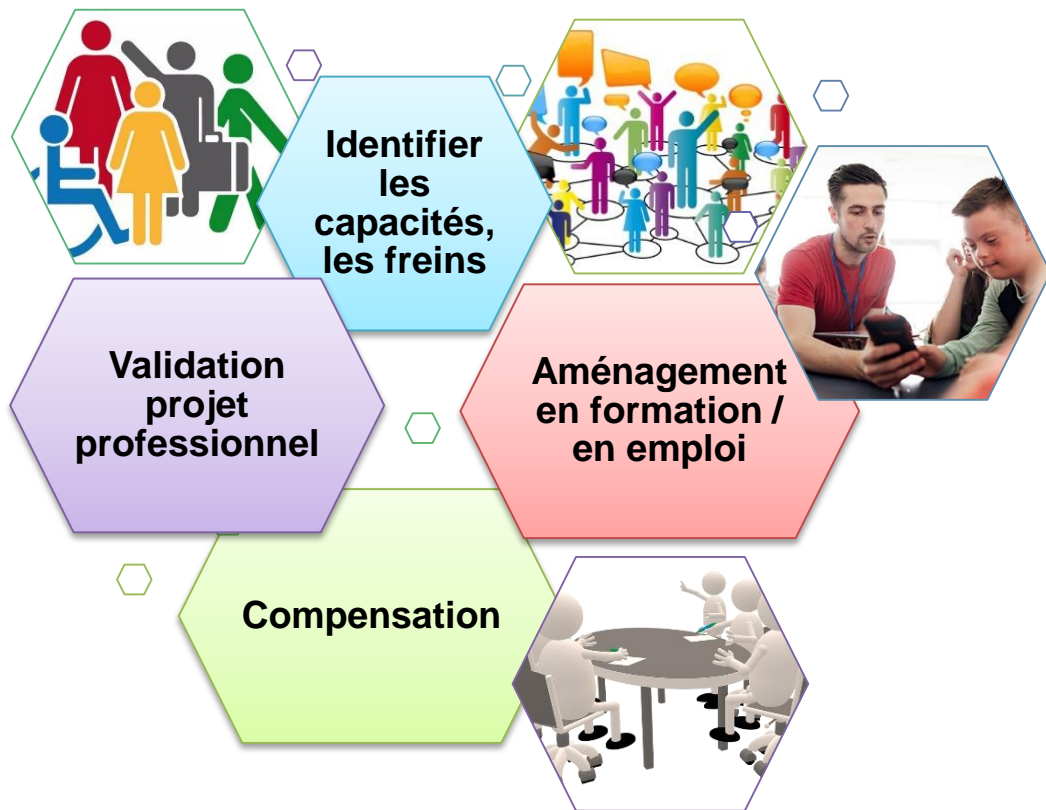 Identifier
les
capacités,
les freins
Validation
projet
professionnel
Aménagement
en formation /
en emploi
Compensation